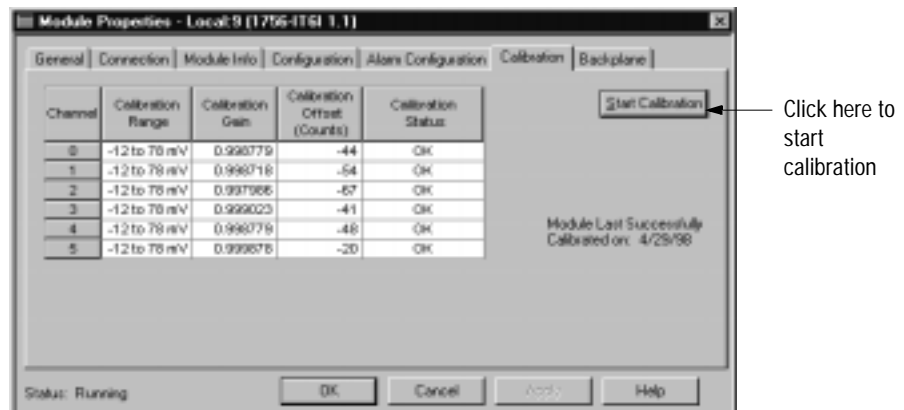 Module Properties - Local:9 (1756-IT6I 1.1)
General Connection Module Info Configuration Alarm Configuration Calibration Backplane
Channel Calibration Range Calibration Gain Calibration Offset (Counts) Calibration Status
0 -12 to 78 mV 0.998779 -44 OK
1 -12 to 78 mV 0.998718 -54 OK
2 -12 to 78 mV 0.997986 -67 OK
3 -12 to 78 mV 0.999023 -41 OK
4 -12 to 78 mV 0.998779 -48 OK
5 -12 to 78 mV 0.999878 -20 OK
Start Calibration
Click here to
start
calibration
Module Last Successfully
Calibrated on: 4/29/98
Status: Running
OK Cancel Apply Help